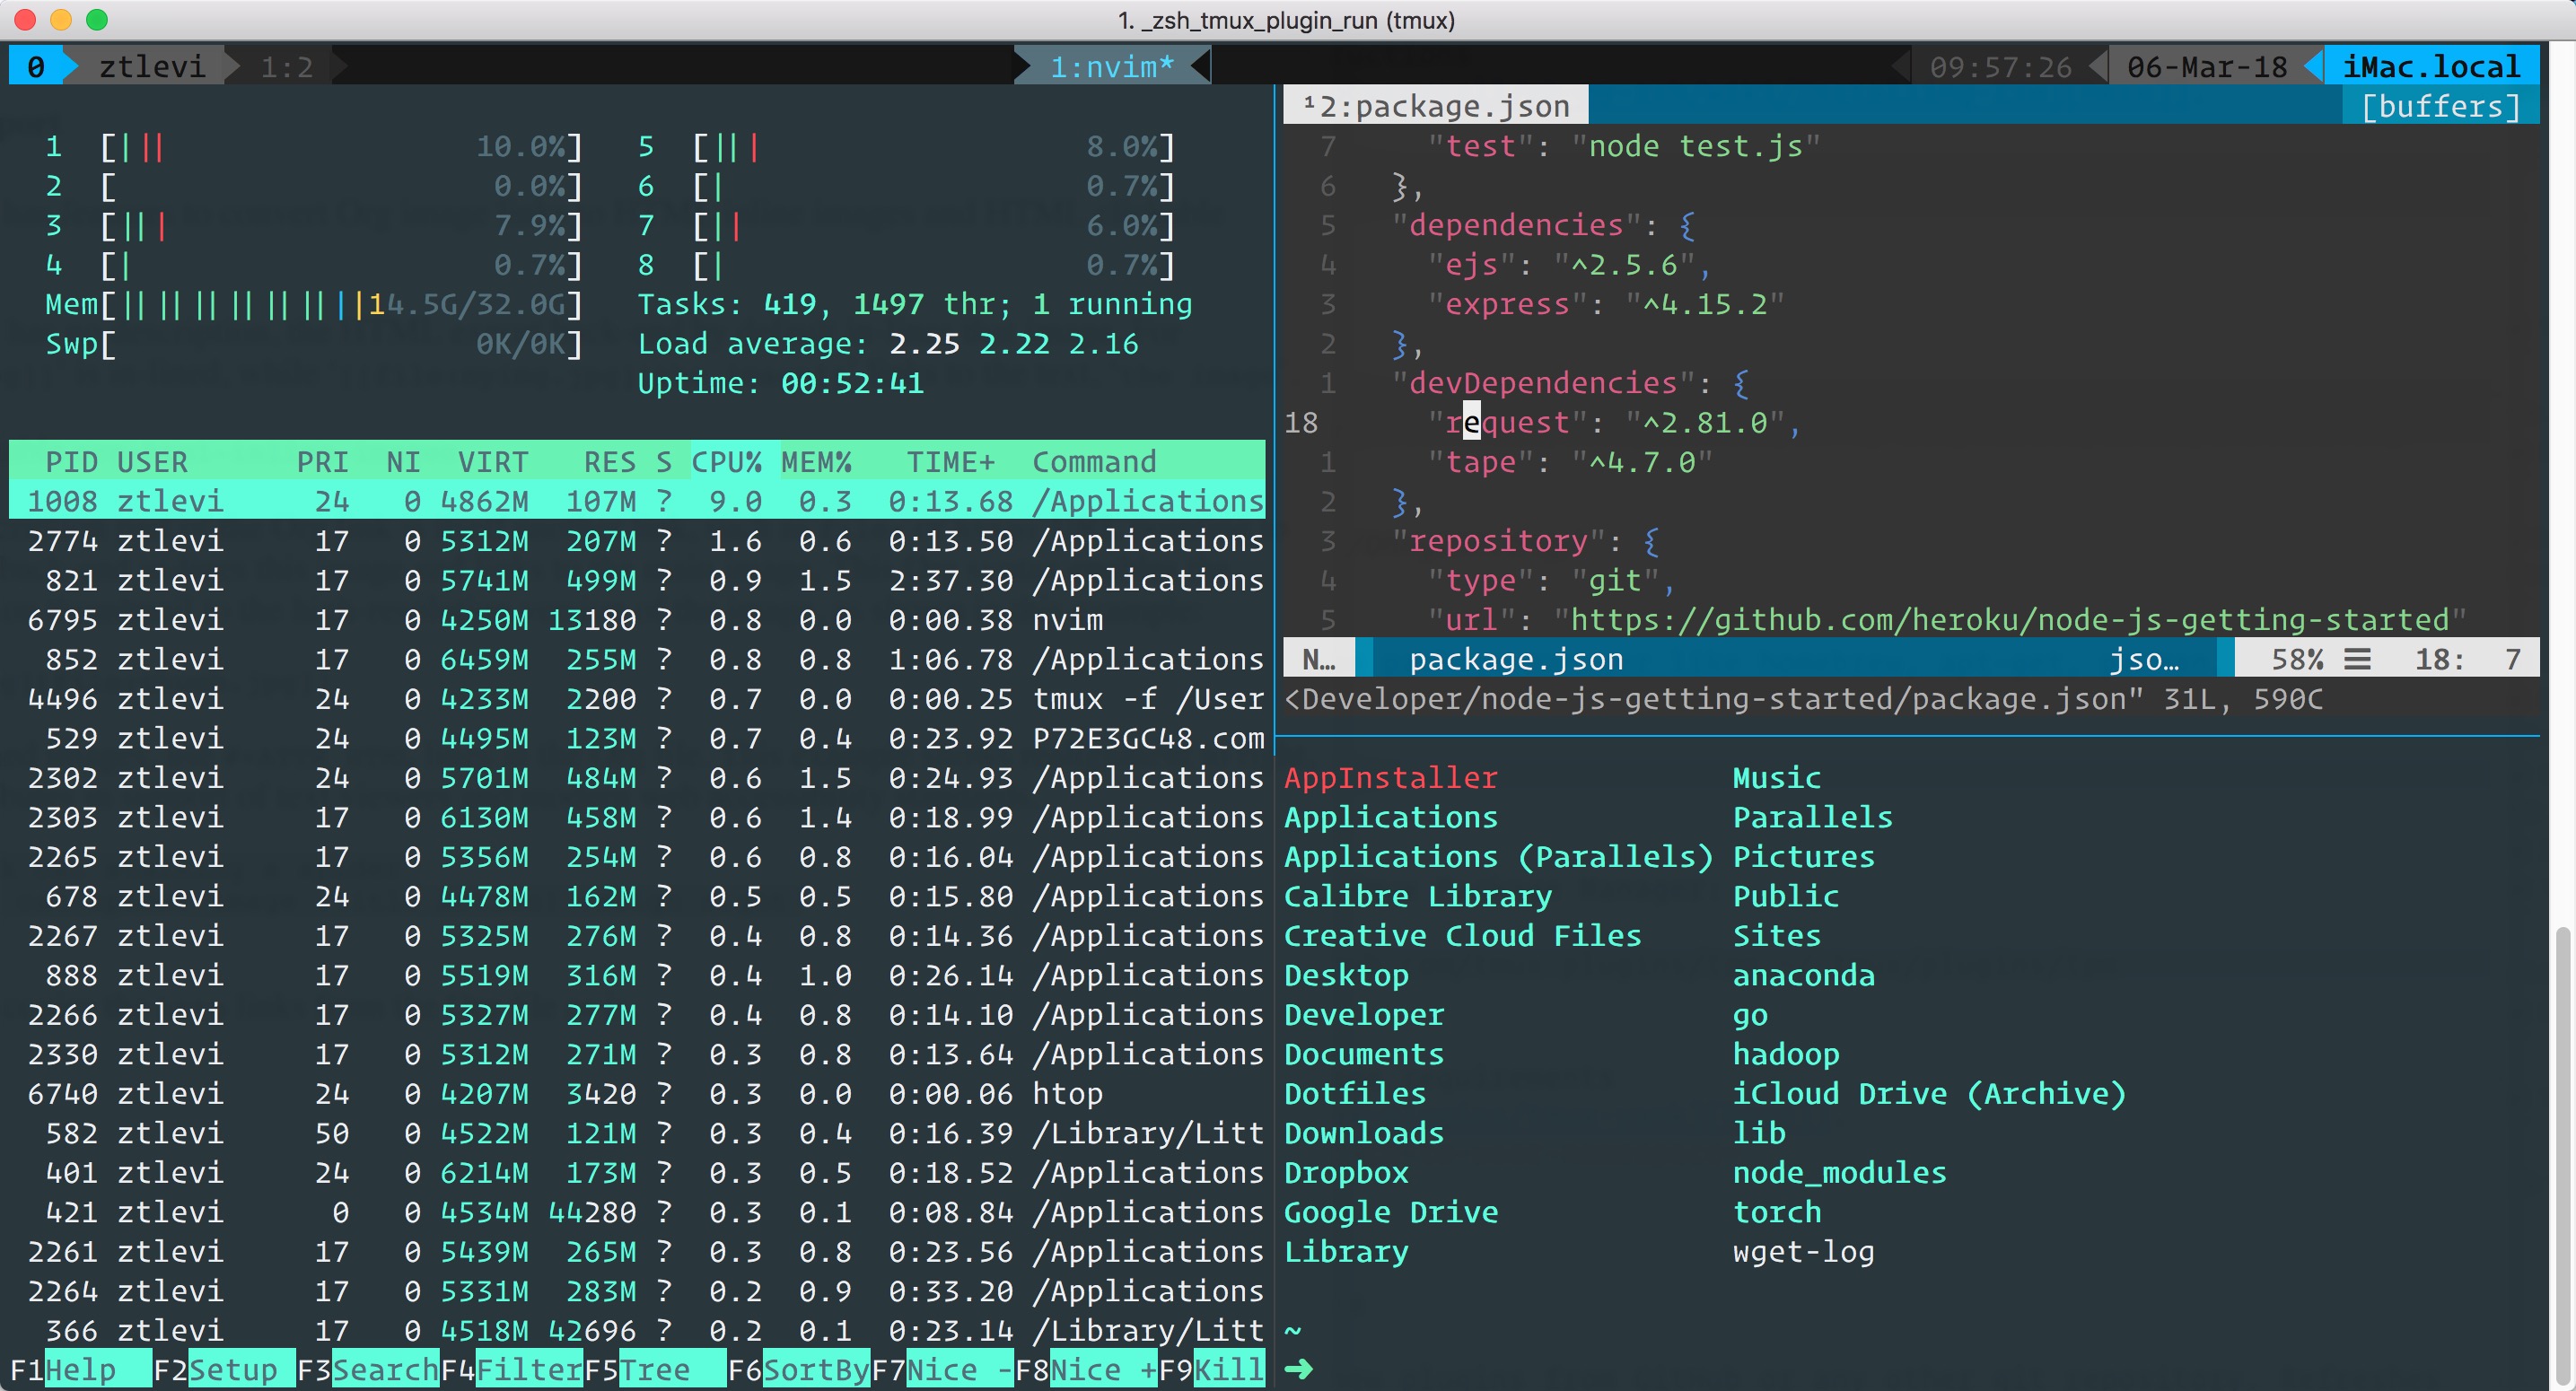 1. _zsh_tmux_plugin_run (tmux)
0 ztlevi 1:2 1:nvim* 09:57:26 06-Mar-18 iMac.local
1 [||| 10.0%] 5 [||| 8.0%]
2 [ 0.0%] 6 [| 0.7%]
3 [||| 7.9%] 7 [|| 6.0%]
4 [| 0.7%] 8 [| 0.7%]
Mem[||||||||||||||14.5G/32.0G] Tasks: 419, 1497 thr; 1 running
Swp[ 0K/0K] Load average: 2.25 2.22 2.16
Uptime: 00:52:41
PID USER PRI NI VIRT RES S CPU% MEM% TIME+ Command
1008 ztlevi 24 0 4862M 107M ? 9.0 0.3 0:13.68 /Applications
2774 ztlevi 17 0 5312M 207M ? 1.6 0.6 0:13.50 /Applications
821 ztlevi 17 0 5741M 499M ? 0.9 1.5 2:37.30 /Applications
6795 ztlevi 17 0 4250M 13180 ? 0.8 0.0 0:00.38 nvim
852 ztlevi 17 0 6459M 255M ? 0.8 0.8 1:06.78 /Applications
4496 ztlevi 24 0 4233M 2200 ? 0.7 0.0 0:00.25 tmux -f /User
529 ztlevi 24 0 4495M 123M ? 0.7 0.4 0:23.92 P72E3GC48.com
2302 ztlevi 24 0 5701M 484M ? 0.6 1.5 0:24.93 /Applications
2303 ztlevi 17 0 6130M 458M ? 0.6 1.4 0:18.99 /Applications
2265 ztlevi 17 0 5356M 254M ? 0.6 0.8 0:16.04 /Applications
678 ztlevi 24 0 4478M 162M ? 0.5 0.5 0:15.80 /Applications
2267 ztlevi 17 0 5325M 276M ? 0.4 0.8 0:14.36 /Applications
888 ztlevi 17 0 5519M 316M ? 0.4 1.0 0:26.14 /Applications
2266 ztlevi 17 0 5327M 277M ? 0.4 0.8 0:14.10 /Applications
2330 ztlevi 17 0 5312M 271M ? 0.3 0.8 0:13.64 /Applications
6740 ztlevi 24 0 4207M 3420 ? 0.3 0.0 0:00.06 htop
582 ztlevi 50 0 4522M 121M ? 0.3 0.4 0:16.39 /Library/Litt
401 ztlevi 24 0 6214M 173M ? 0.3 0.5 0:18.52 /Applications
421 ztlevi 0 0 4534M 44280 ? 0.3 0.1 0:08.84 /Applications
2261 ztlevi 17 0 5439M 265M ? 0.3 0.8 0:23.56 /Applications
2264 ztlevi 17 0 5331M 283M ? 0.2 0.9 0:33.20 /Applications
366 ztlevi 17 0 4518M 42696 ? 0.2 0.1 0:23.14 /Library/Litt
F1Help F2Setup F3SearchF4FilterF5Tree F6SortByF7Nice -F8Nice +F9Kill
¹2:package.json [buffers]
7 "test": "node test.js"
6 },
5 "dependencies": {
4 "ejs": "^2.5.6",
3 "express": "^4.15.2"
2 },
1 "devDependencies": {
18 "request": "^2.81.0",
1 "tape": "^4.7.0"
2 },
3 "repository": {
4 "type": "git",
5 "url": "https://github.com/heroku/node-js-getting-started"
N… package.json jso… 58% ☰ 18: 7
<Developer/node-js-getting-started/package.json" 31L, 590C
AppInstaller Music
Applications Parallels
Applications (Parallels) Pictures
Calibre Library Public
Creative Cloud Files Sites
Desktop anaconda
Developer go
Documents hadoop
Dotfiles iCloud Drive (Archive)
Downloads lib
Dropbox node_modules
Google Drive torch
Library wget-log
~
➜